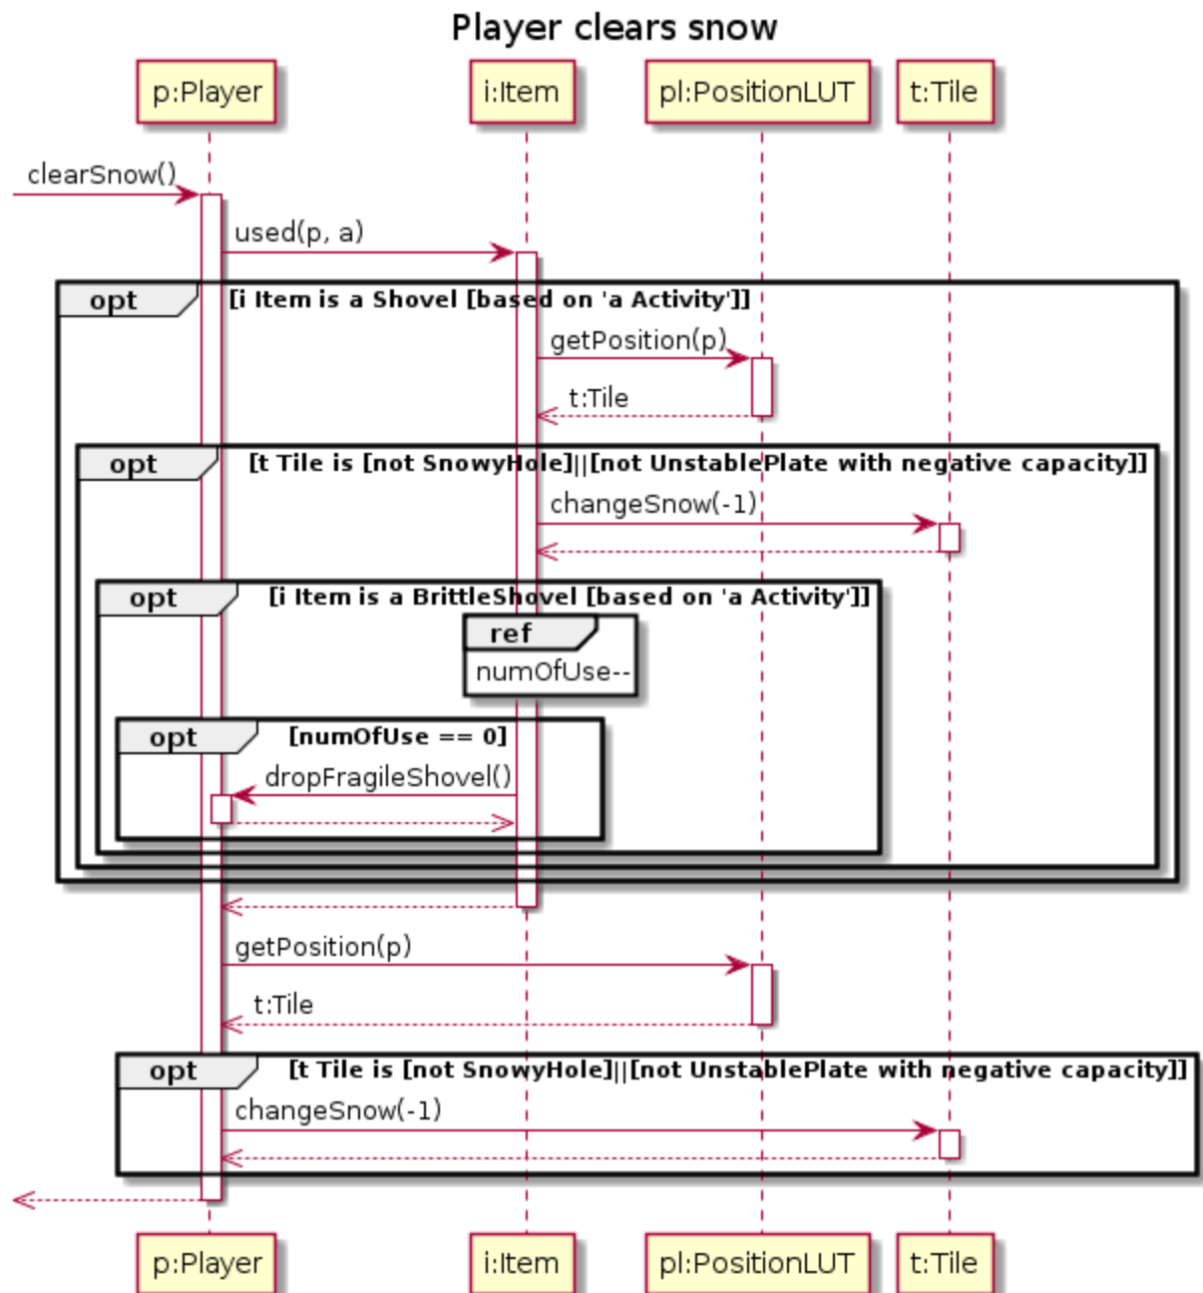 Player clears snow
p:Player i:Item pl:PositionLUT t:Tile
clearSnow()
used(p, a)
opt [i Item is a Shovel [based on 'a Activity']]
getPosition(p)
t:Tile
opt [t Tile is [not SnowyHole]||[not UnstablePlate with negative capacity]]
changeSnow(-1)
opt [i Item is a BrittleShovel [based on 'a Activity']]
ref
numOfUse--
opt [numOfUse == 0]
dropFragileShovel()
getPosition(p)
t:Tile
opt [t Tile is [not SnowyHole]||[not UnstablePlate with negative capacity]]
changeSnow(-1)
p:Player i:Item pl:PositionLUT t:Tile